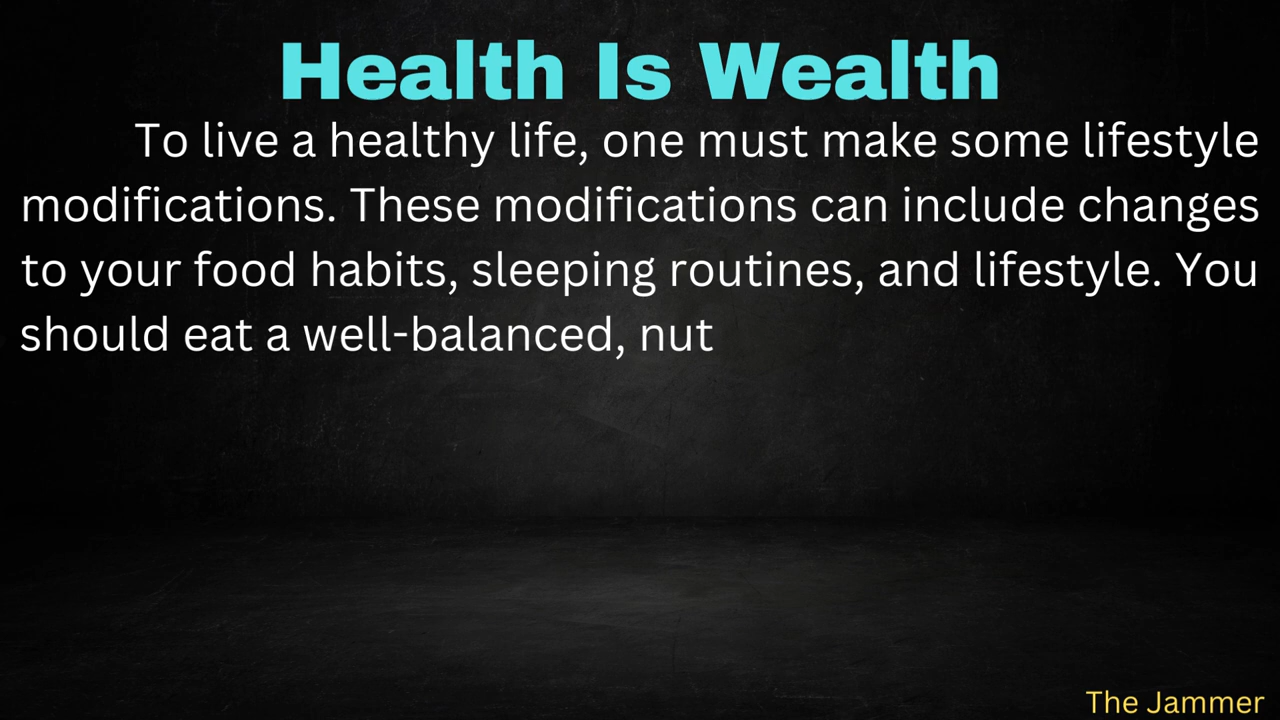 Health Is Wealth
To live a healthy life, one must make some lifestyle
modifications. These modifications can include changes
to your food habits, sleeping routines, and lifestyle. You
should eat a well-balanced, nut
The Jammer